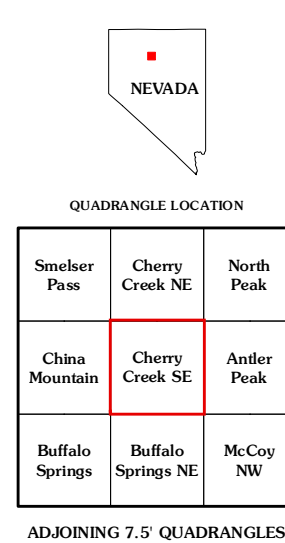 NEVADA
QUADRANGLE LOCATION
Smelser
Pass
Cherry
Creek NE
North
Peak
China
Mountain
Cherry
Creek SE
Antler
Peak
Buffalo
Springs
Buffalo
Springs NE
McCoy
NW
ADJOINING 7.5' QUADRANGLES